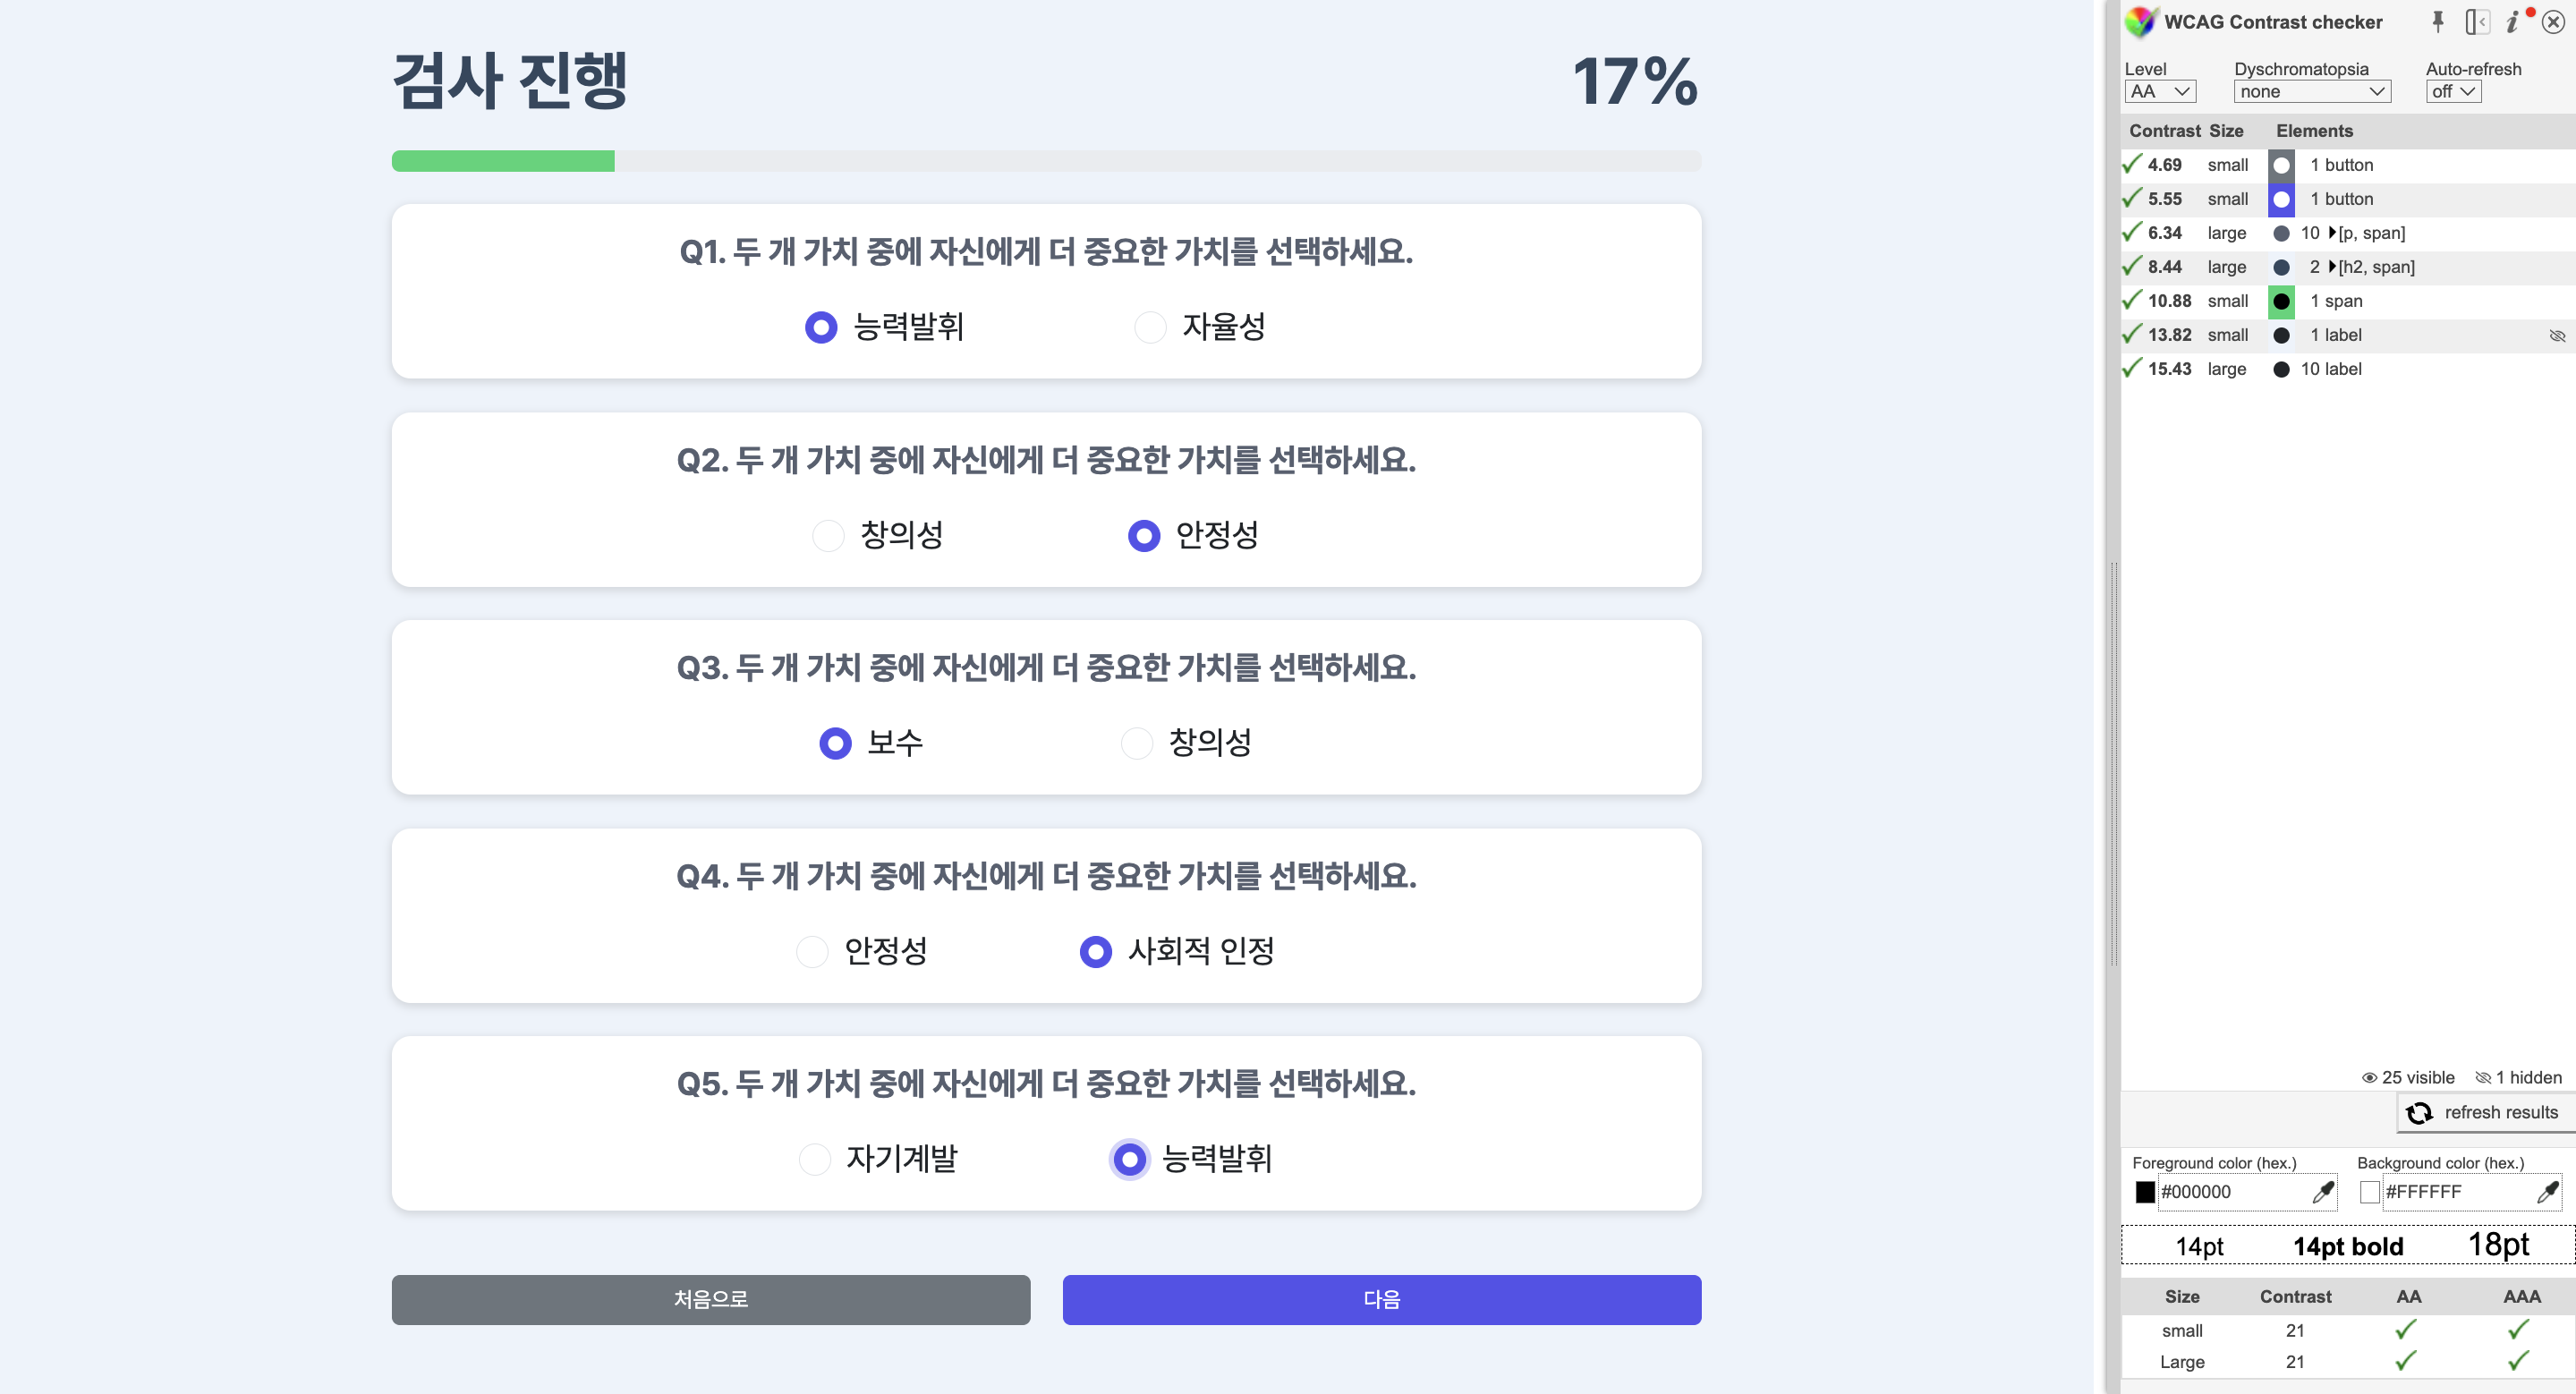 검사 진행
17%
Q1. 두 개 가치 중에 자신에게 더 중요한 가치를 선택하세요.
능력발휘
자율성
Q2. 두 개 가치 중에 자신에게 더 중요한 가치를 선택하세요.
창의성
안정성
Q3. 두 개 가치 중에 자신에게 더 중요한 가치를 선택하세요.
보수
창의성
Q4. 두 개 가치 중에 자신에게 더 중요한 가치를 선택하세요.
안정성
사회적 인정
Q5. 두 개 가치 중에 자신에게 더 중요한 가치를 선택하세요.
자기계발
능력발휘
처음으로
다음
WCAG Contrast checker
Level Dyschromatopsia Auto-refresh
AA none off
Contrast Size Elements
4.69 small 1 button
5.55 small 1 button
6.34 large 10 [p, span]
8.44 large 2 [h2, span]
10.88 small 1 span
13.82 small 1 label
15.43 large 10 label
25 visible 1 hidden
refresh results
Foreground color (hex.) Background color (hex.)
#000000 #FFFFFF
14pt 14pt bold 18pt
Size Contrast AA AAA
small 21
Large 21